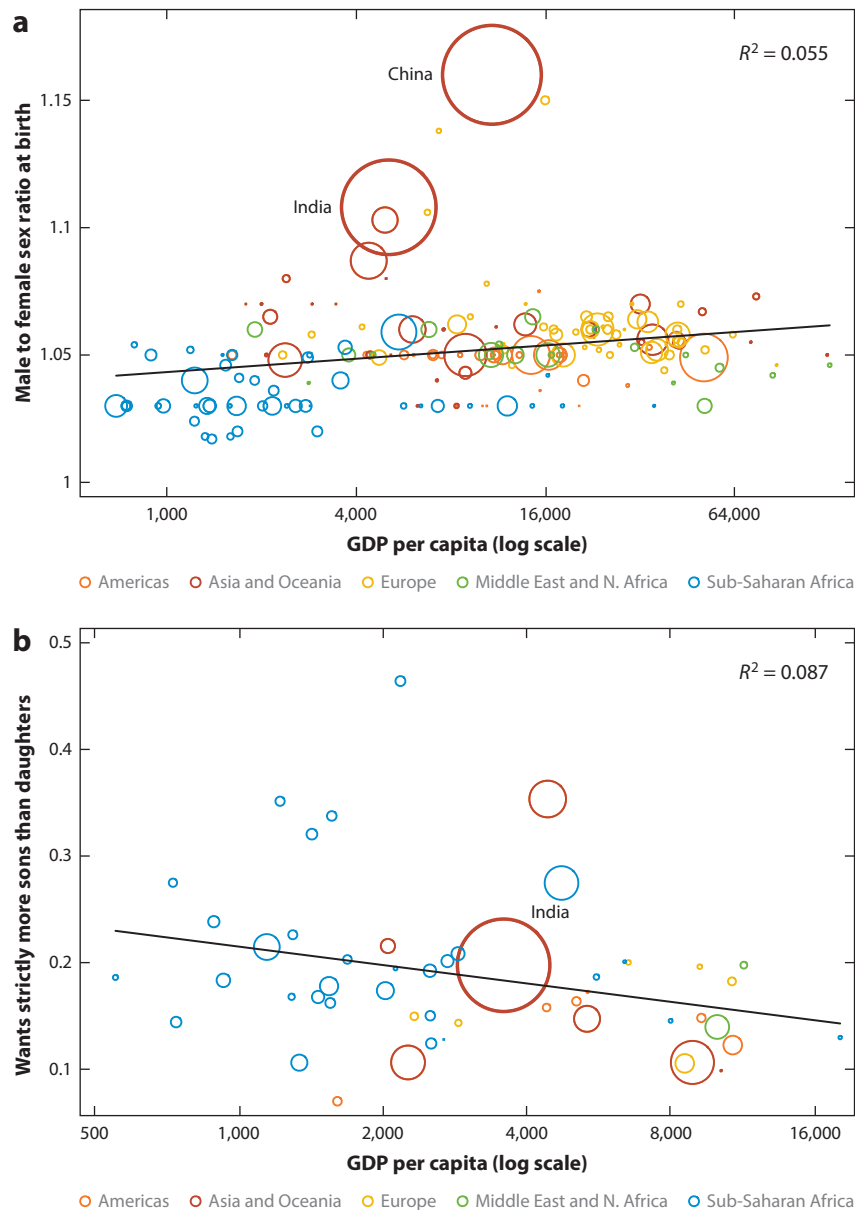 a
R² = 0.055
China
India
1.15
1.1
1.05
1
Male to female sex ratio at birth
1,000
4,000
16,000
64,000
GDP per capita (log scale)
Americas
Asia and Oceania
Europe
Middle East and N. Africa
Sub-Saharan Africa
b
R² = 0.087
India
0.5
0.4
0.3
0.2
0.1
Wants strictly more sons than daughters
500
1,000
2,000
4,000
8,000
16,000
GDP per capita (log scale)
Americas
Asia and Oceania
Europe
Middle East and N. Africa
Sub-Saharan Africa